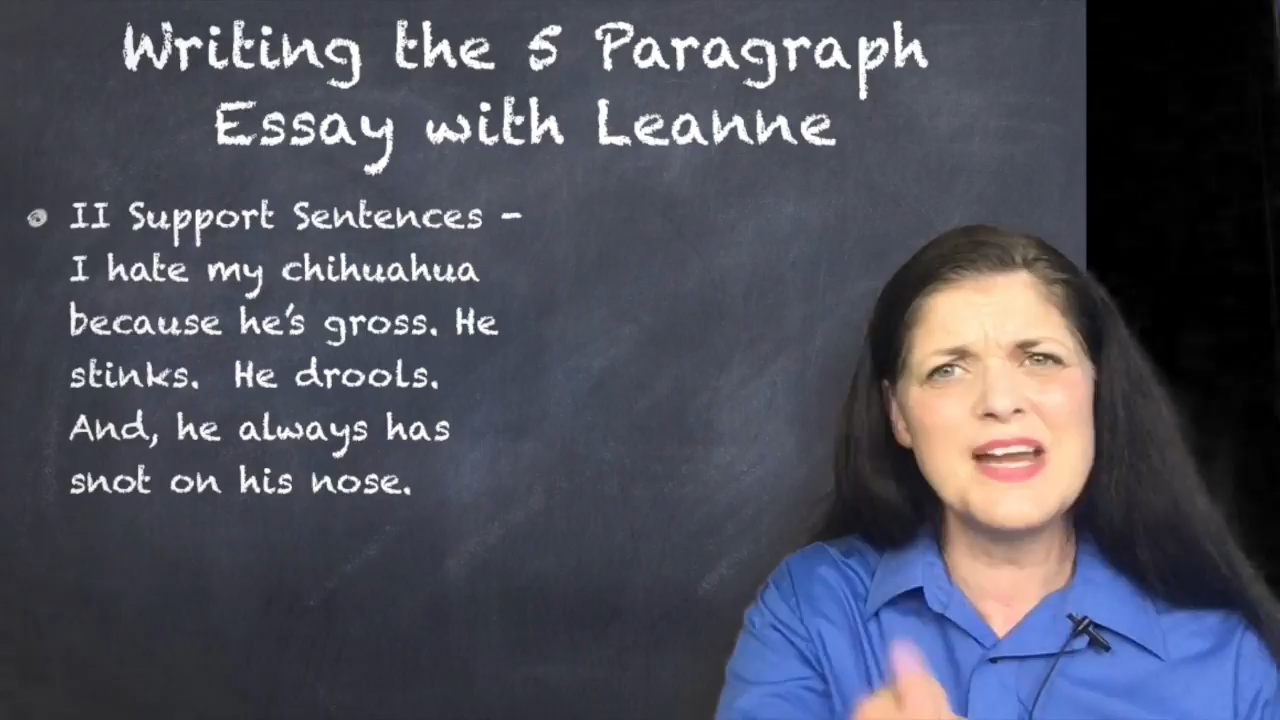 Writing the 5 Paragraph
Essay with Leanne
II Support Sentences -
I hate my chihuahua
because he's gross. He
stinks.  He drools.
And, he always has
snot on his nose.